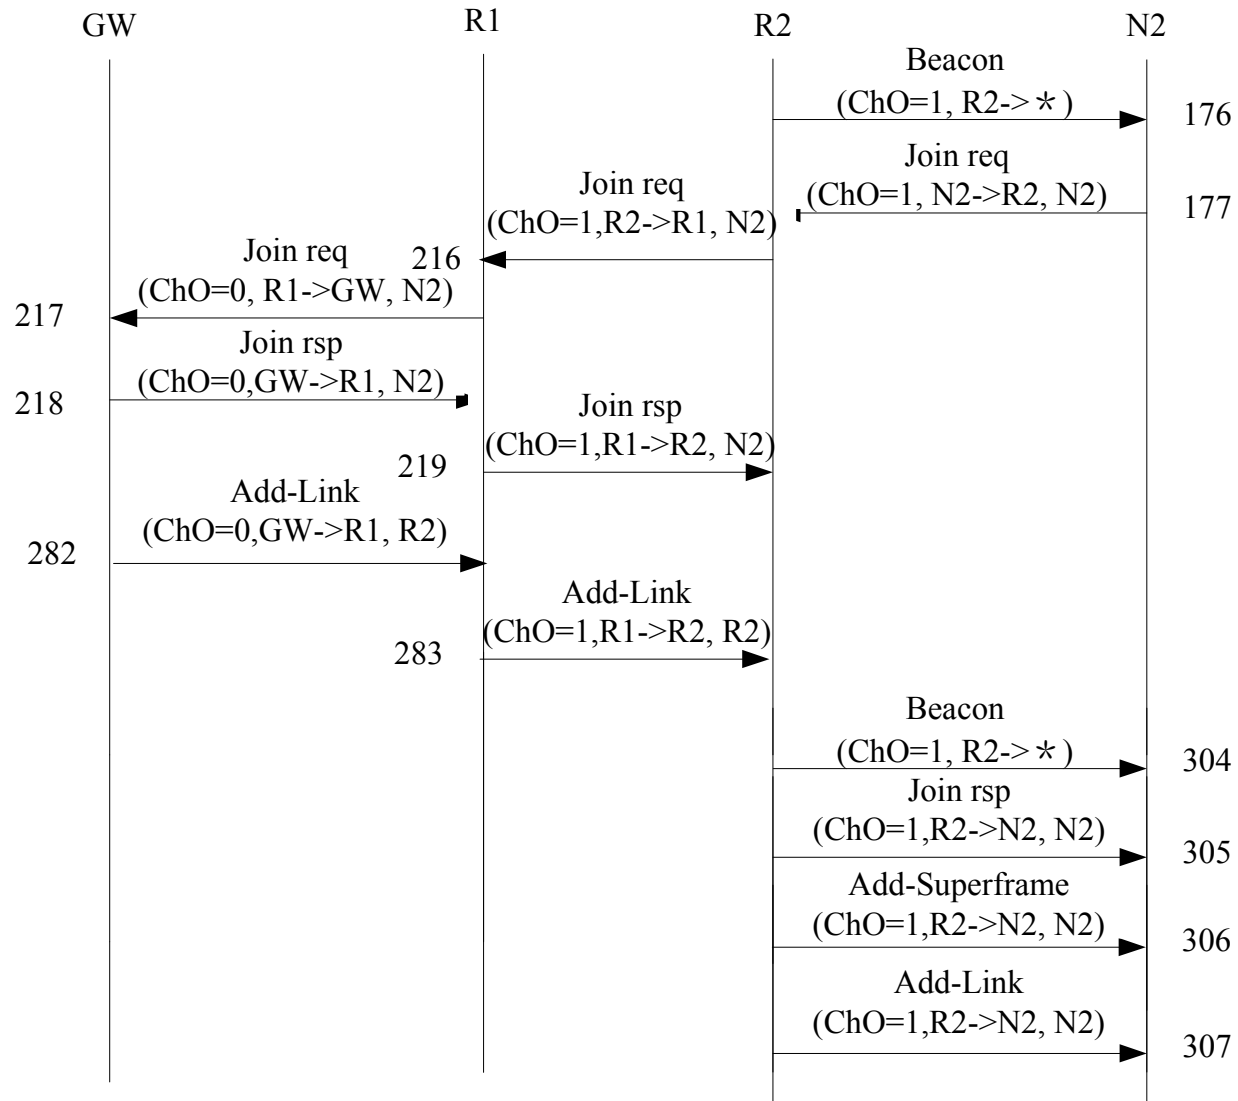 GW R1 R2 N2
Beacon
(ChO=1, R2->*)
176
Join req
(ChO=1, N2->R2, N2)
177
Join req
(ChO=1,R2->R1, N2)
216
Join req
(ChO=0, R1->GW, N2)
217
Join rsp
(ChO=0,GW->R1, N2)
218
Join rsp
(ChO=1,R1->R2, N2)
219
Add-Link
(ChO=0,GW->R1, R2)
282
Add-Link
(ChO=1,R1->R2, R2)
283
Beacon
(ChO=1, R2->*)
304
Join rsp
(ChO=1,R2->N2, N2)
305
Add-Superframe
(ChO=1,R2->N2, N2)
306
Add-Link
(ChO=1,R2->N2, N2)
307